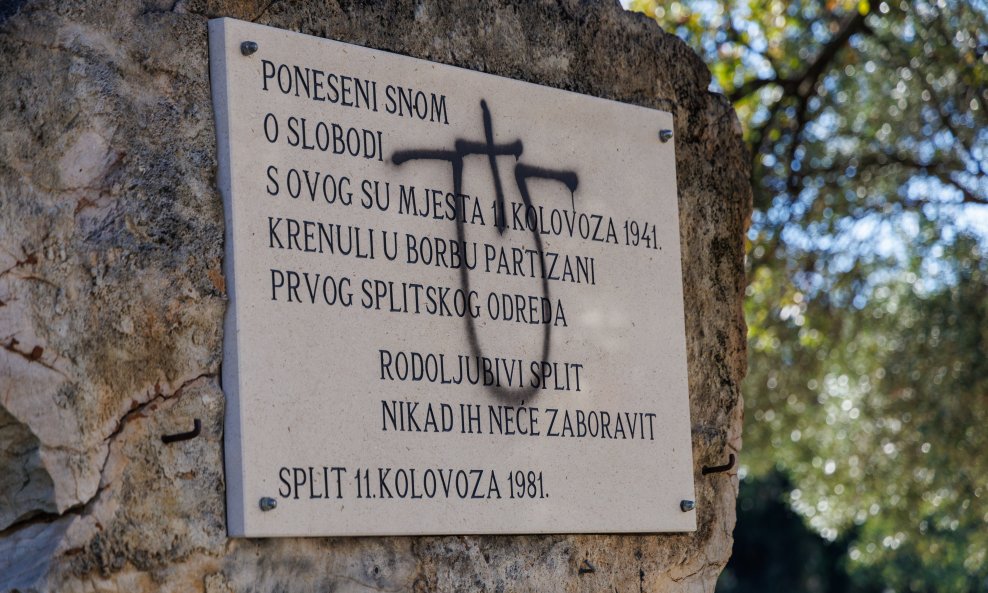 PONESENI SNOM
O SLOBODI
S OVOG SU MJESTA 11. KOLOVOZA 1941.
KRENULI U BORBU PARTIZANI
PRVOG SPLITSKOG ODREDA
RODOLJUBIVI SPLIT
NIKAD IH NEĆE ZABORAVIT
SPLIT 11. KOLOVOZA 1981.